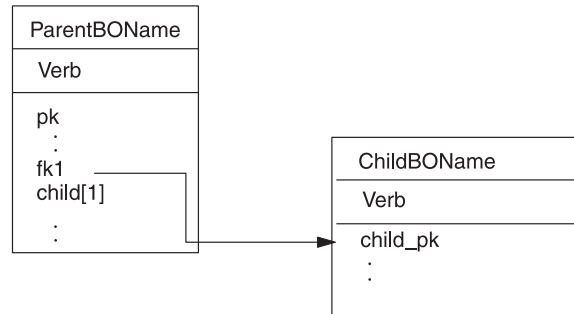 ParentBOName
Verb
pk
fk1
child[1]
ChildBOName
Verb
child_pk